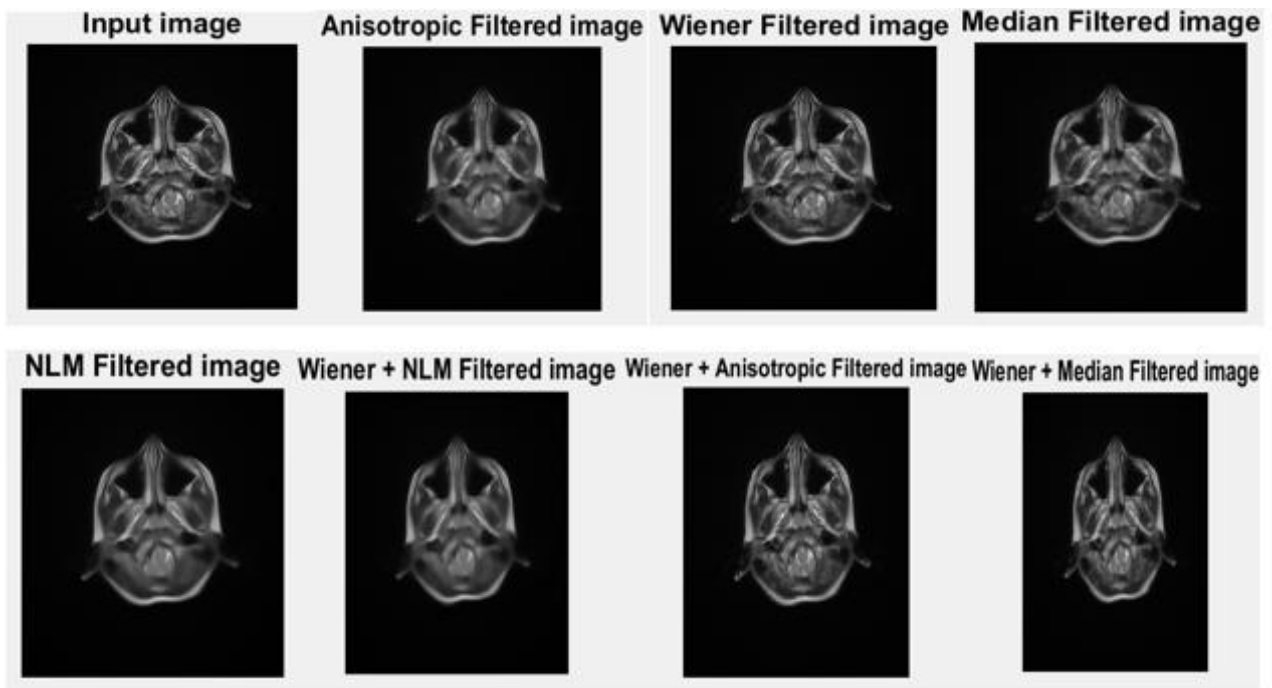 Input image
Anisotropic Filtered image
Wiener Filtered image
Median Filtered image
NLM Filtered image
Wiener + NLM Filtered image
Wiener + Anisotropic Filtered image
Wiener + Median Filtered image